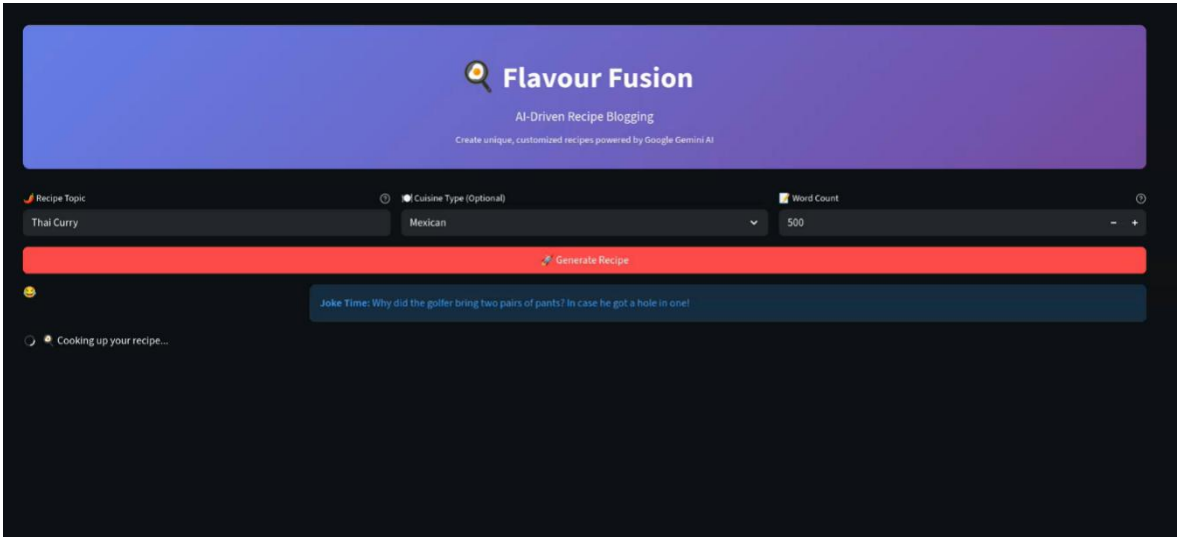 🍳 Flavour Fusion
AI-Driven Recipe Blogging
Create unique, customized recipes powered by Google Gemini AI
🌶️ Recipe Topic
🍽️ Cuisine Type (Optional)
📝 Word Count
Thai Curry
Mexican
500
🚀 Generate Recipe
😂
Joke Time: Why did the golfer bring two pairs of pants? In case he got a hole in one!
🍳 Cooking up your recipe...